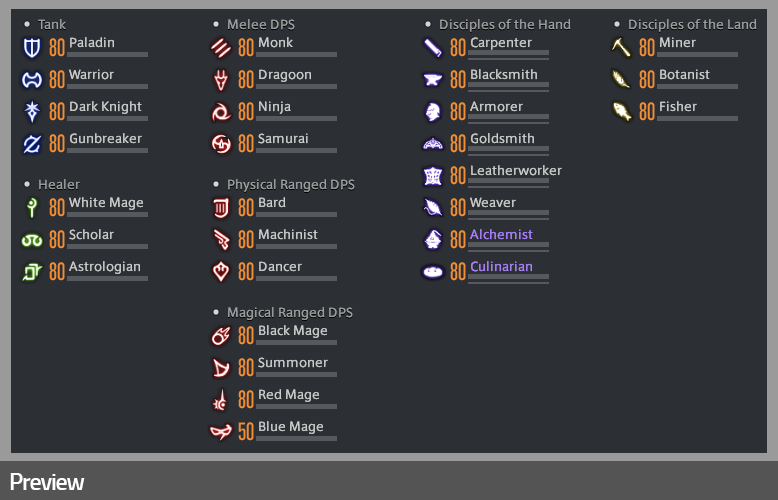 Tank
80 Paladin
80 Warrior
80 Dark Knight
80 Gunbreaker
Healer
80 White Mage
80 Scholar
80 Astrologian
Melee DPS
80 Monk
80 Dragoon
80 Ninja
80 Samurai
Physical Ranged DPS
80 Bard
80 Machinist
80 Dancer
Magical Ranged DPS
80 Black Mage
80 Summoner
80 Red Mage
50 Blue Mage
Disciples of the Hand
80 Carpenter
80 Blacksmith
80 Armorer
80 Goldsmith
80 Leatherworker
80 Weaver
80 Alchemist
80 Culinarian
Disciples of the Land
80 Miner
80 Botanist
80 Fisher
Preview